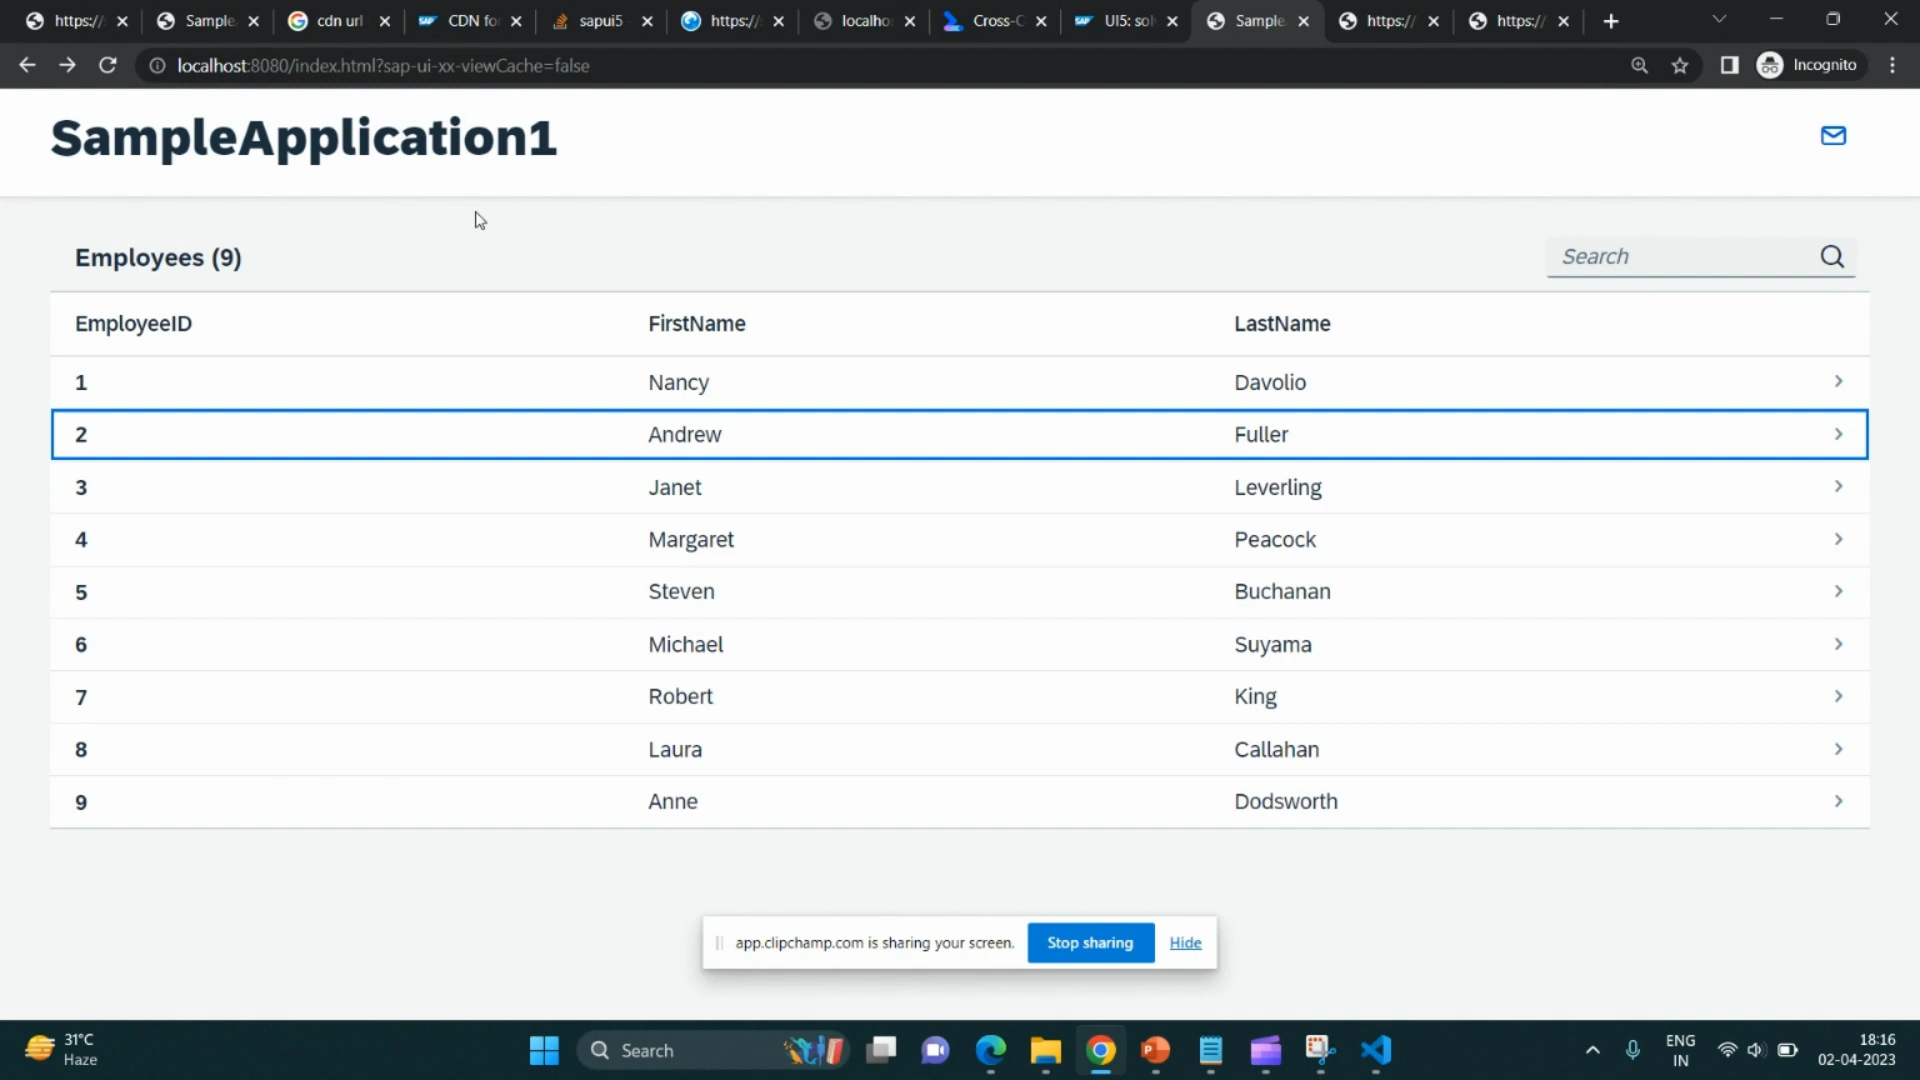 https:/ Sample cdn url CDN fo sapui5 https:/ localho Cross-C UI5: sol Sample https:// https://
localhost:8080/index.html?sap-ui-xx-viewCache=false Incognito
SampleApplication1
Employees (9) Search
EmployeeID FirstName LastName
1 Nancy Davolio
2 Andrew Fuller
3 Janet Leverling
4 Margaret Peacock
5 Steven Buchanan
6 Michael Suyama
7 Robert King
8 Laura Callahan
9 Anne Dodsworth
app.clipchamp.com is sharing your screen. Stop sharing Hide
31°C
Haze
Search
ENG
IN
18:16
02-04-2023